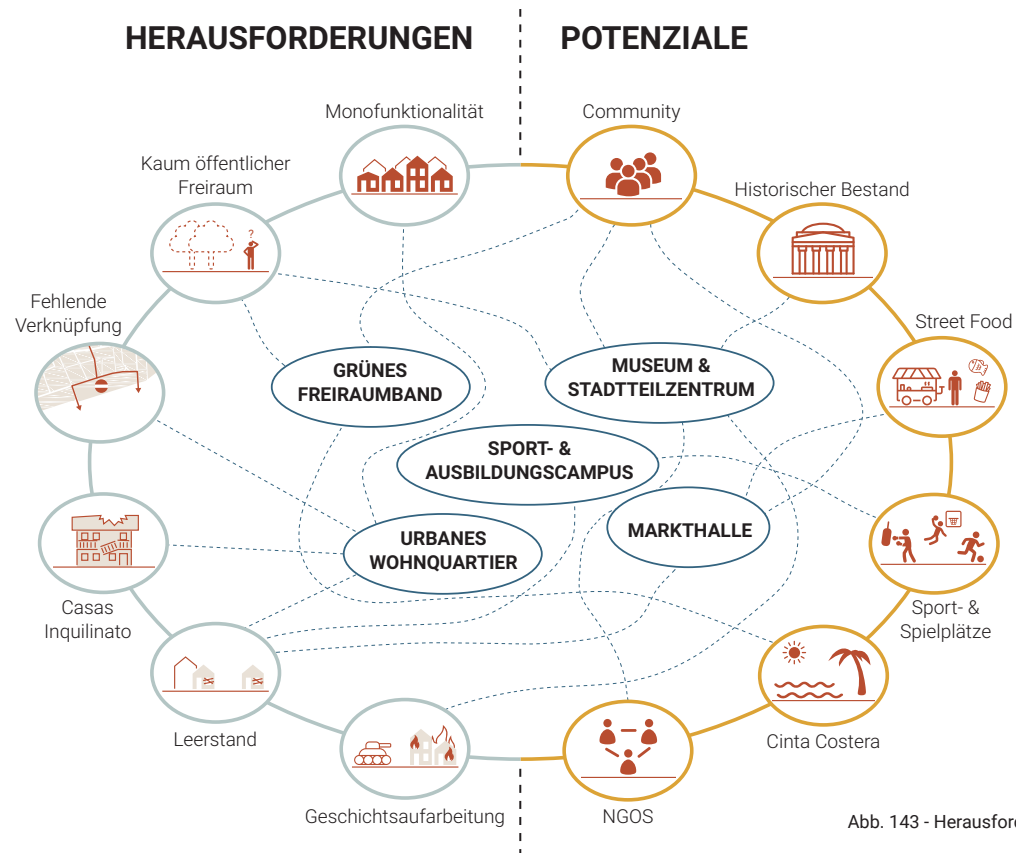 HERAUSFORDERUNGEN
POTENZIALE
Monofunktionalität
Community
Kaum öffentlicher
Freiraum
?
Historischer Bestand
Fehlende
Verknüpfung
Street Food
GRÜNES
FREIRAUMBAND
MUSEUM &
STADTTEILZENTRUM
SPORT- &
AUSBILDUNGSCAMPUS
URBANES
WOHNQUARTIER
MARKTHALLE
Casas
Inquilinato
Sport- &
Spielplätze
Leerstand
Cinta Costera
Geschichtsaufarbeitung
NGOS
Abb. 143 - Herausfor